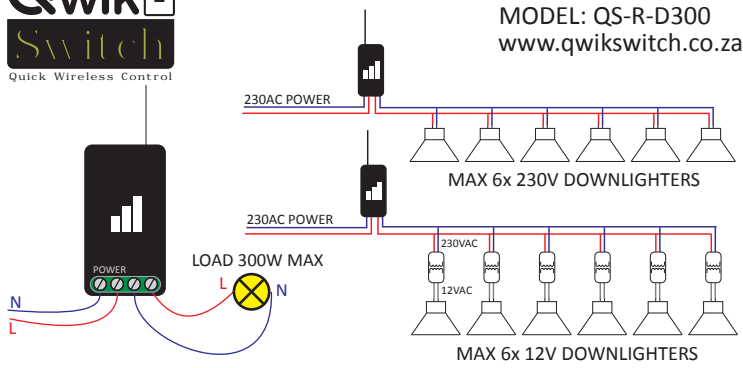 QWIK
Switch
Quick Wireless Control
MODEL: QS-R-D300
www.qwikswitch.co.za
230AC POWER
MAX 6x 230V DOWNLIGHTERS
230AC POWER
230VAC
12VAC
MAX 6x 12V DOWNLIGHTERS
POWER
LOAD 300W MAX
L
N
N
L